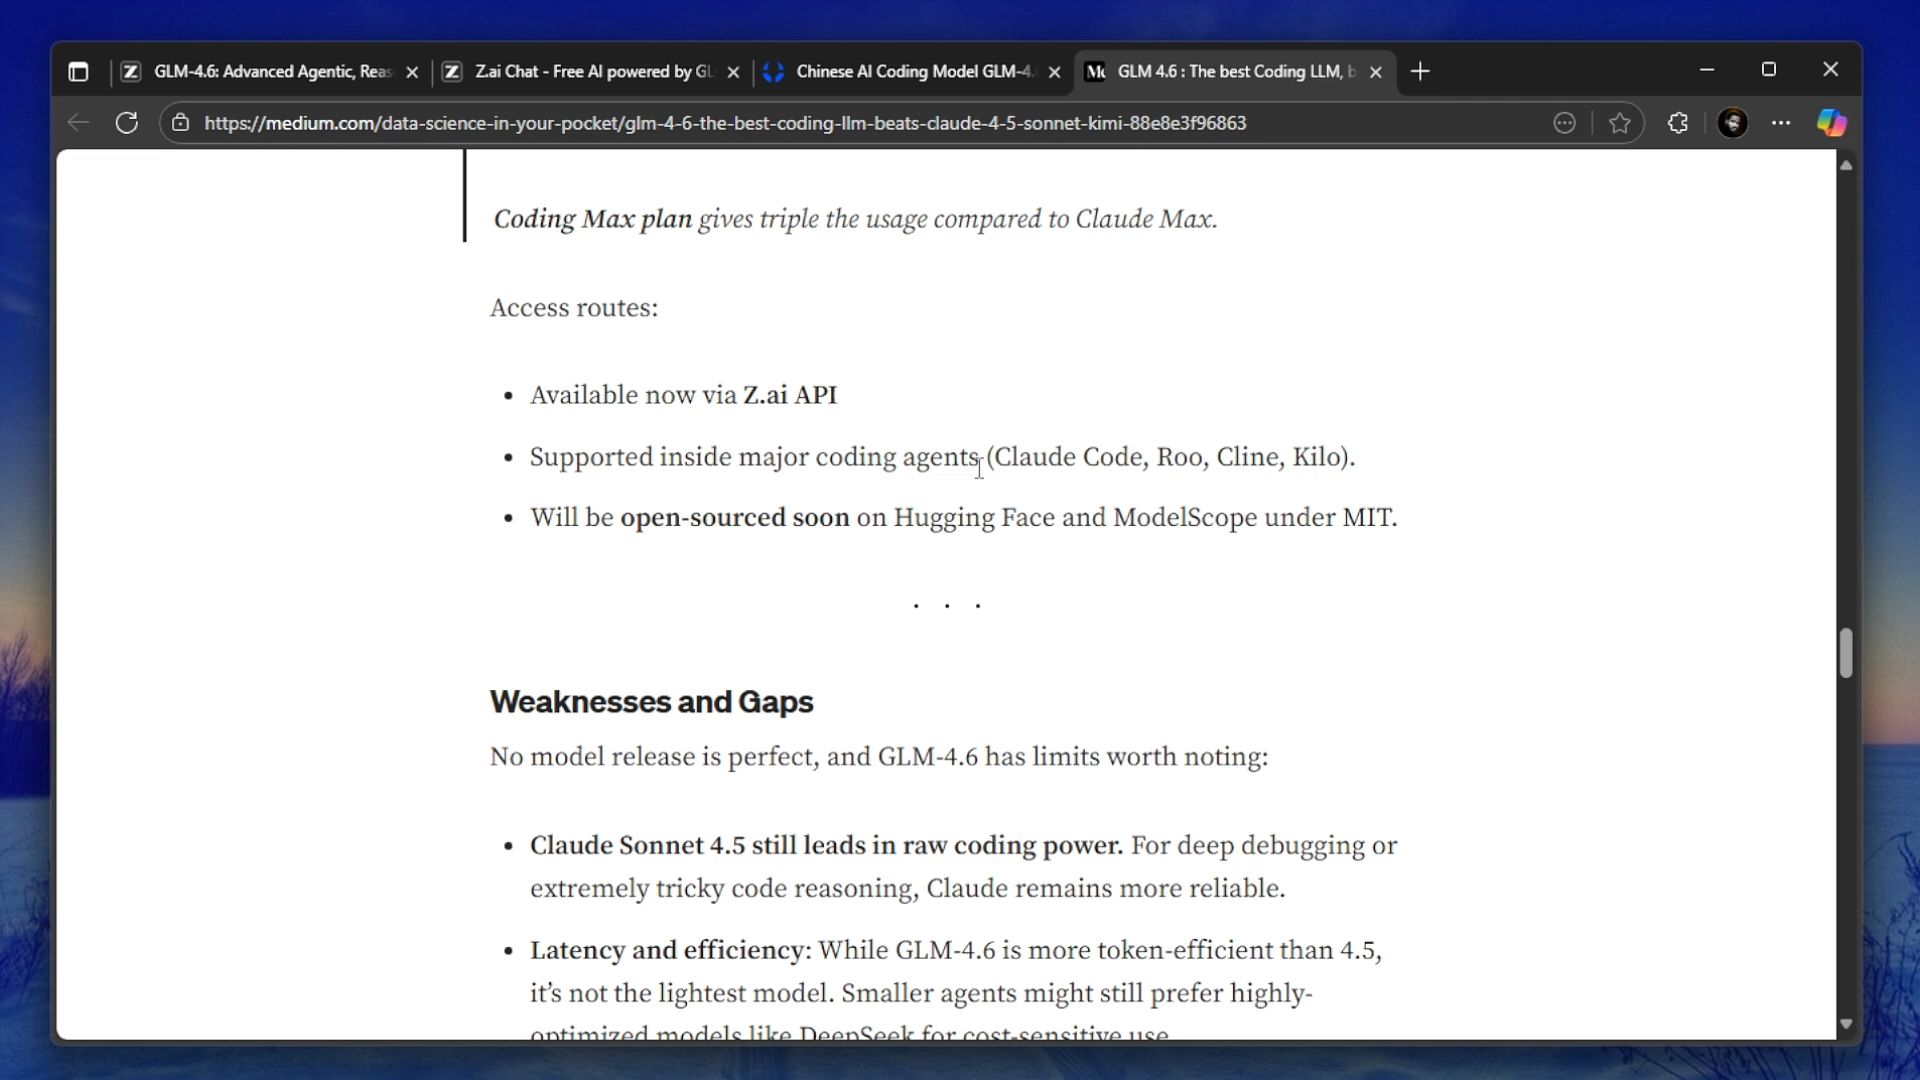 GLM-4.6: Advanced Agentic, Reas
Z.ai Chat - Free AI powered by GL
Chinese AI Coding Model GLM-4.
GLM 4.6 : The best Coding LLM, b
https://medium.com/data-science-in-your-pocket/glm-4-6-the-best-coding-llm-beats-claude-4-5-sonnet-kimi-88e8e3f96863
Coding Max plan gives triple the usage compared to Claude Max.
Access routes:
• Available now via Z.ai API
• Supported inside major coding agents (Claude Code, Roo, Cline, Kilo).
• Will be open-sourced soon on Hugging Face and ModelScope under MIT.
. . .
Weaknesses and Gaps
No model release is perfect, and GLM-4.6 has limits worth noting:
• Claude Sonnet 4.5 still leads in raw coding power. For deep debugging or
extremely tricky code reasoning, Claude remains more reliable.
• Latency and efficiency: While GLM-4.6 is more token-efficient than 4.5,
it’s not the lightest model. Smaller agents might still prefer highly-
optimized models like DeepSeek for cost-sensitive use